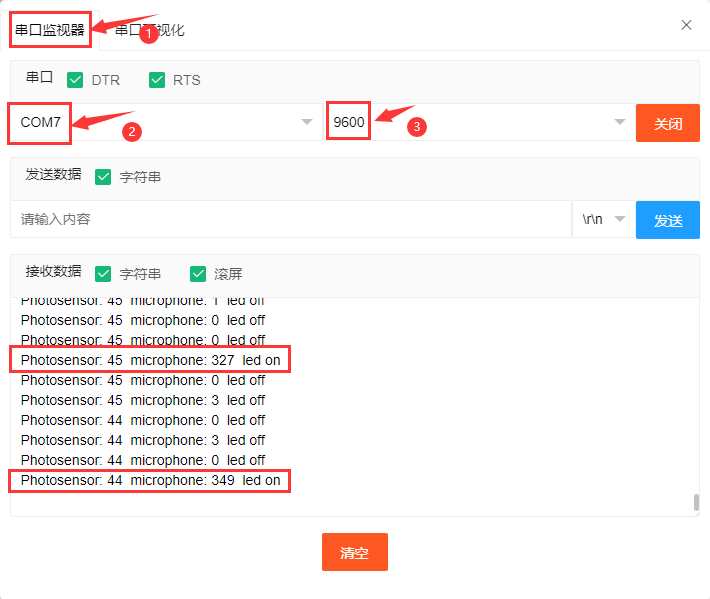 串口监视器 1 串口可视化
串口 DTR RTS
COM7 2 9600 3 关闭
发送数据 字符串
请输入内容 \r\n 发送
接收数据 字符串 滚屏
Photosensor: 45 microphone: 1 led off
Photosensor: 45 microphone: 0 led off
Photosensor: 45 microphone: 0 led off
Photosensor: 45 microphone: 327 led on
Photosensor: 45 microphone: 0 led off
Photosensor: 45 microphone: 3 led off
Photosensor: 44 microphone: 0 led off
Photosensor: 44 microphone: 3 led off
Photosensor: 44 microphone: 0 led off
Photosensor: 44 microphone: 349 led on
清空